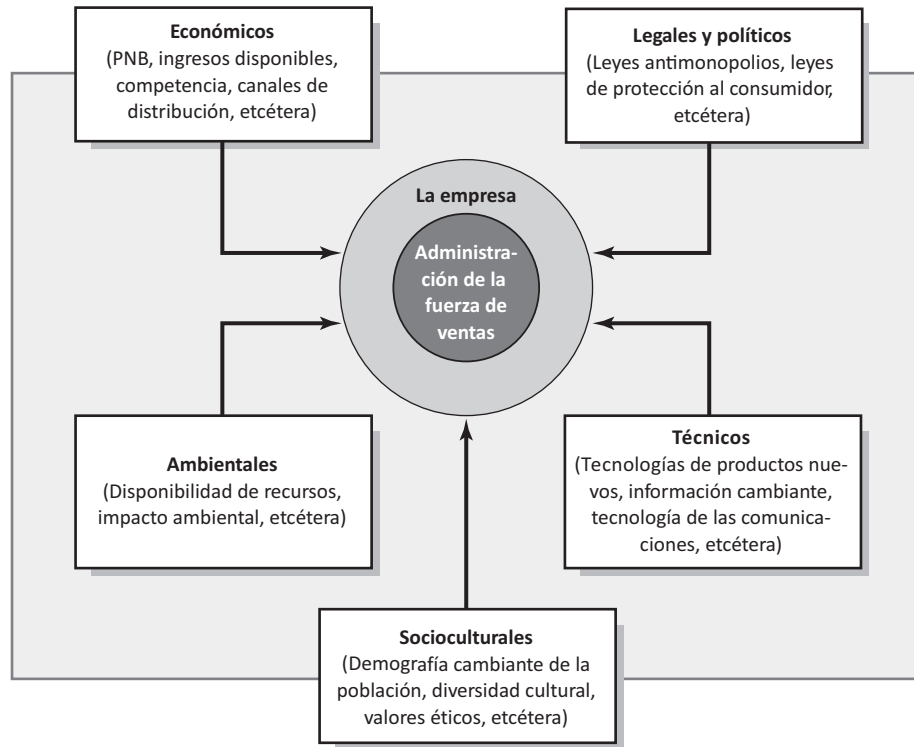 Económicos
(PNB, ingresos disponibles,
competencia, canales de
distribución, etcétera)
Legales y políticos
(Leyes antimonopolios, leyes
de protección al consumidor,
etcétera)
La empresa
Administra-
ción de la
fuerza de
ventas
Ambientales
(Disponibilidad de recursos,
impacto ambiental, etcétera)
Técnicos
(Tecnologías de productos nue-
vos, información cambiante,
tecnología de las comunica-
ciones, etcétera)
Socioculturales
(Demografía cambiante de la
población, diversidad cultural,
valores éticos, etcétera)